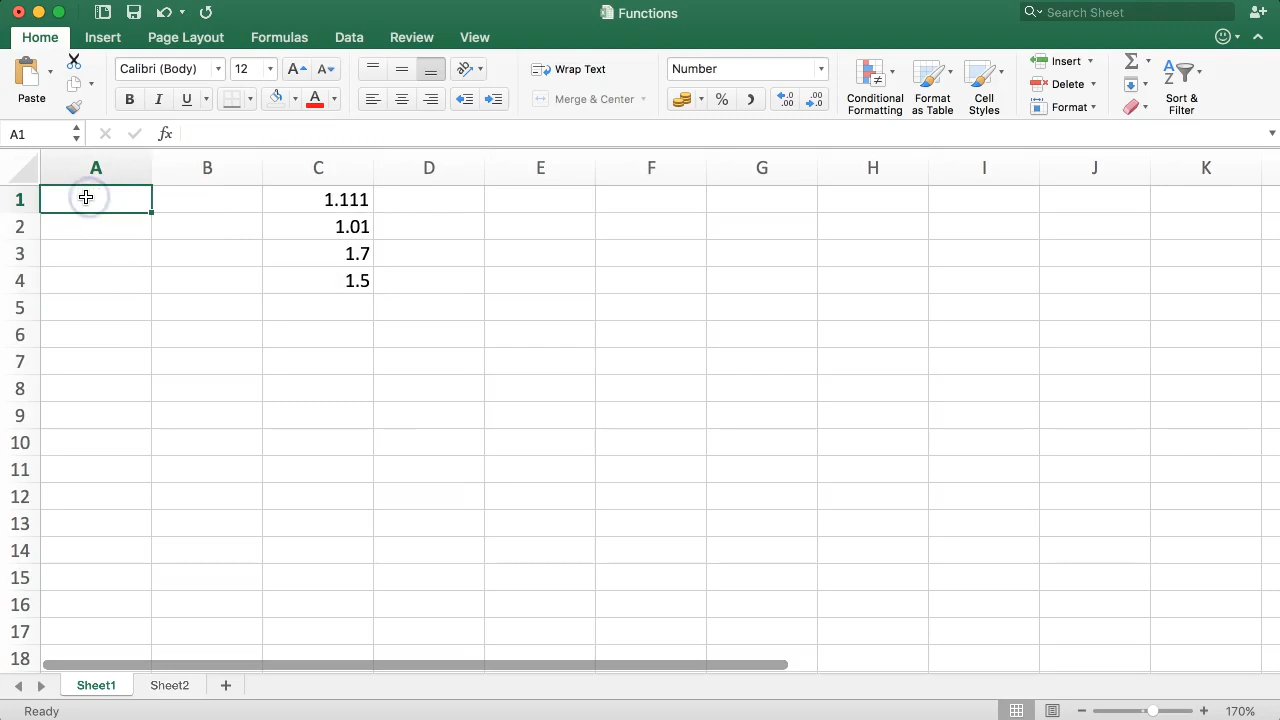 Functions
Search Sheet
Home Insert Page Layout Formulas Data Review View
Paste
Calibri (Body) 12
B I U A
Wrap Text
Merge & Center
Number
% 
Conditional Formatting
Format as Table
Cell Styles
Insert
Delete
Format
Sort & Filter
A1 fx
A B C D E F G H I J K
1 1.111
2 1.01
3 1.7
4 1.5
5
6
7
8
9
10
11
12
13
14
15
16
17
18
Sheet1 Sheet2 +
Ready 170%